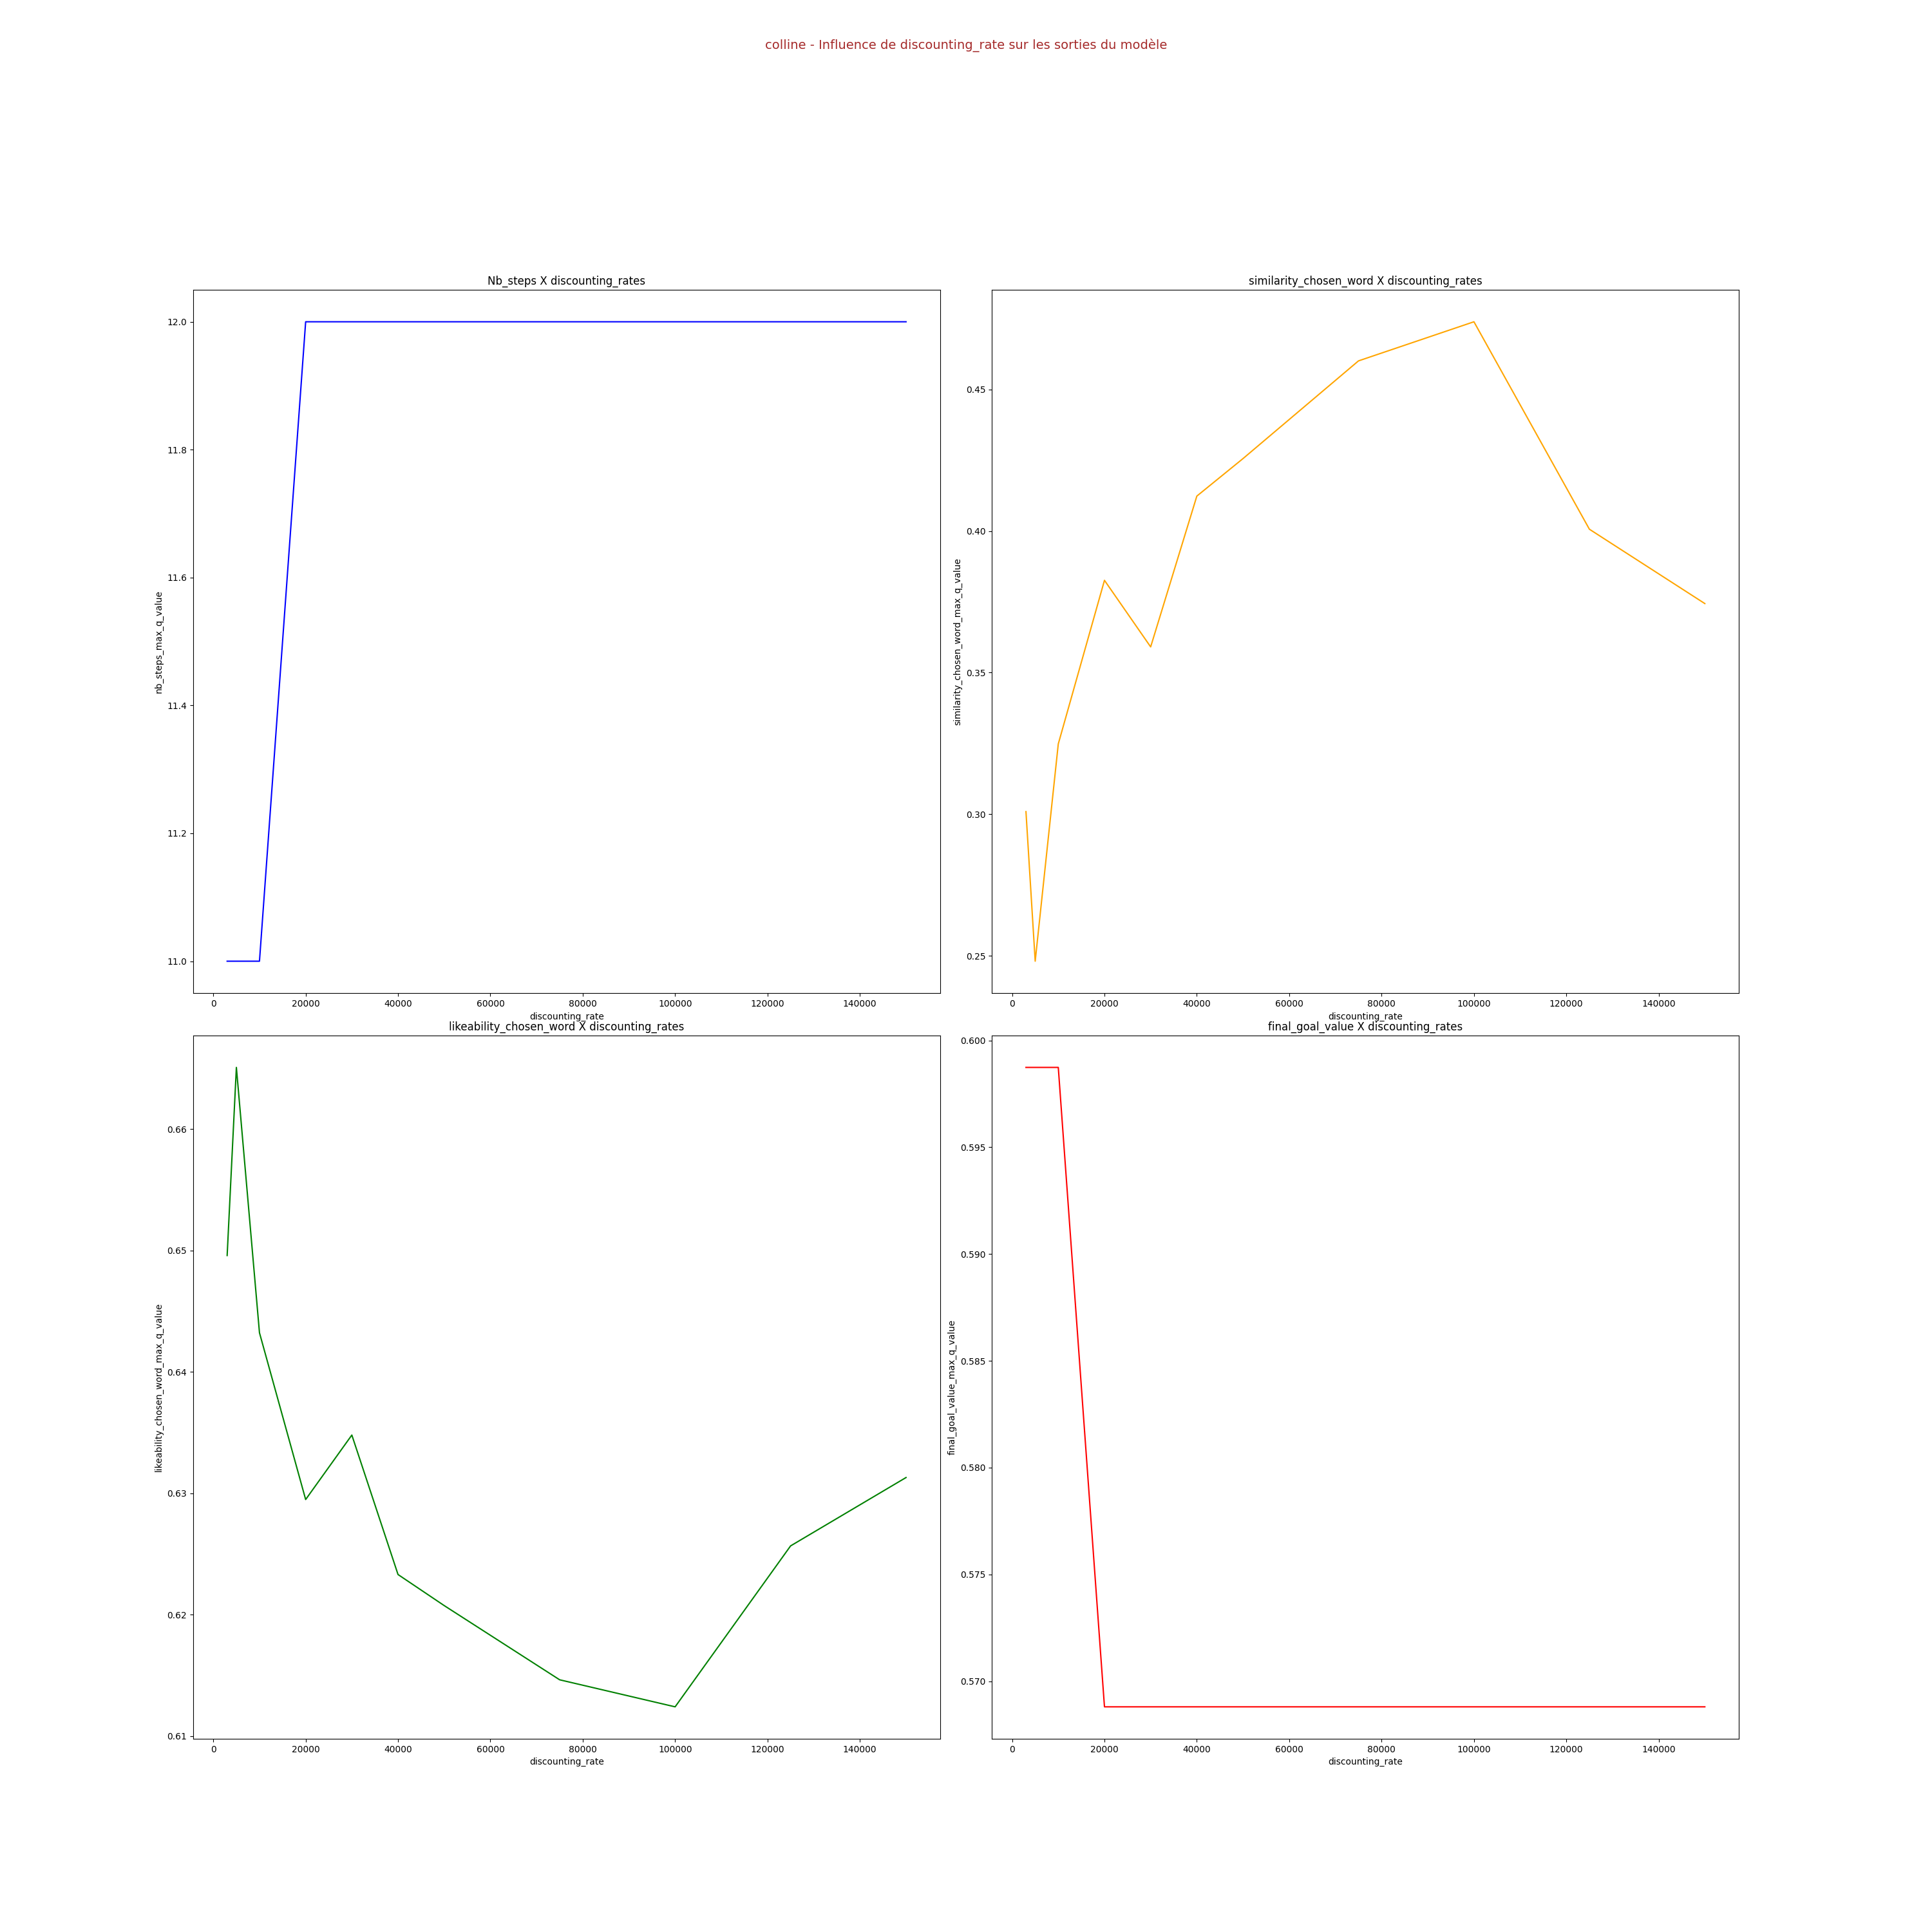 colline - Influence de discounting_rate sur les sorties du modèle
Nb_steps X discounting_rates
12.0
11.8
11.6
11.4
11.2
11.0
nb_steps_max_q_value
0 20000 40000 60000 80000 100000 120000 140000
discounting_rate
similarity_chosen_word X discounting_rates
0.45
0.40
0.35
0.30
0.25
similarity_chosen_word_max_q_value
0 20000 40000 60000 80000 100000 120000 140000
discounting_rate
likeability_chosen_word X discounting_rates
0.66
0.65
0.64
0.63
0.62
0.61
likeability_chosen_word_max_q_value
0 20000 40000 60000 80000 100000 120000 140000
discounting_rate
final_goal_value X discounting_rates
0.600
0.595
0.590
0.585
0.580
0.575
0.570
final_goal_value_max_q_value
0 20000 40000 60000 80000 100000 120000 140000
discounting_rate